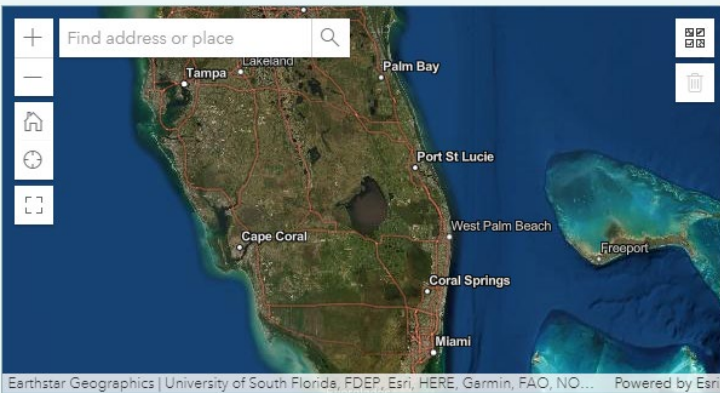 Find address or place
Lakeland
Tampa
Palm Bay
Port St Lucie
West Palm Beach
Cape Coral
Freeport
Coral Springs
Miami
Earthstar Geographics | University of South Florida, FDEP, Esri, HERE, Garmin, FAO, NO... Powered by Esri